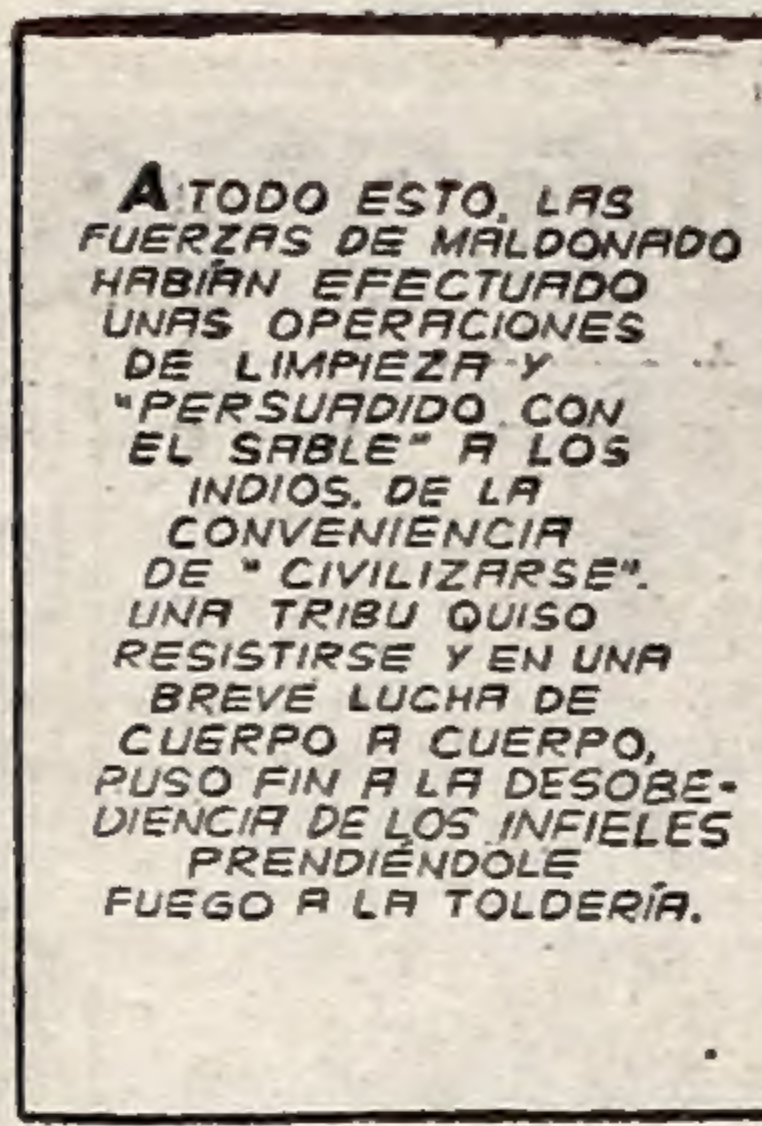 A TODO ESTO, LAS
FUERZAS DE MALDONADO
HABÍAN EFECTUADO
UNAS OPERACIONES
DE LIMPIEZA Y
"PERSUADIDO CON
EL SABLE" A LOS
INDIOS, DE LA
CONVENIENCIA
DE "CIVILIZARSE".
UNA TRIBU QUISO
RESISTIRSE Y EN UNA
BREVE LUCHA DE
CUERPO A CUERPO,
PUSO FIN A LA DESOBE-
DIENCIA DE LOS INFIELES
PRENDIÉNDOLE
FUEGO A LA TOLDERÍA.